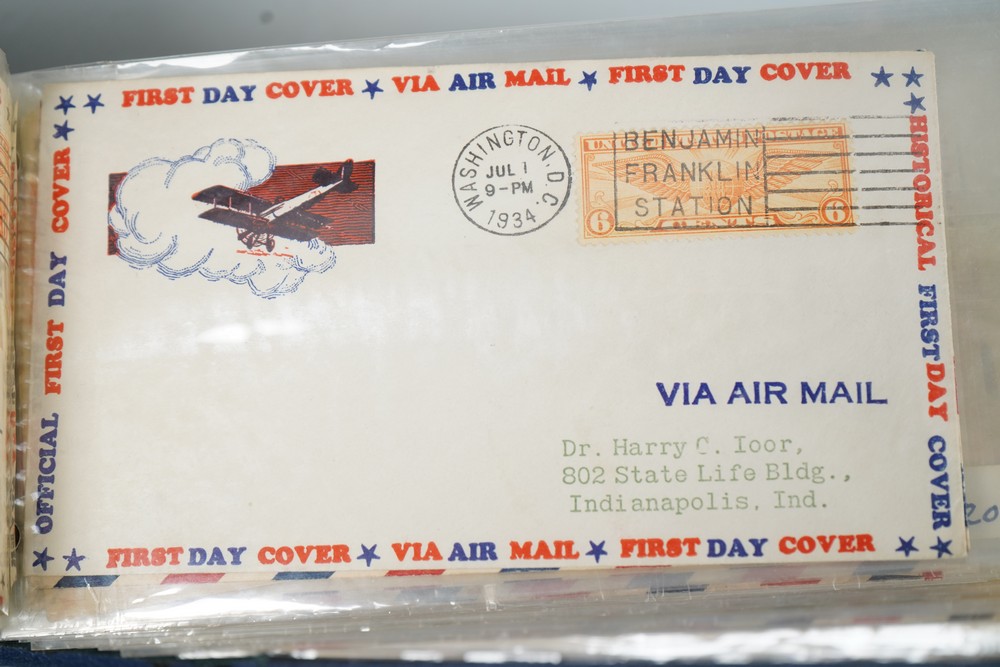 FIRST DAY COVER ★ VIA AIR MAIL ★ FIRST DAY COVER
OFFICIAL FIRST DAY COVER
HISTORICAL FIRST DAY COVER
WASHINGTON, D.C.
JUL 1
9-PM
1934
BENJAMIN
FRANKLIN
STATION
6 6
VIA AIR MAIL
Dr. Harry C. Ioor,
802 State Life Bldg.,
Indianapolis, Ind.
FIRST DAY COVER ★ VIA AIR MAIL ★ FIRST DAY COVER